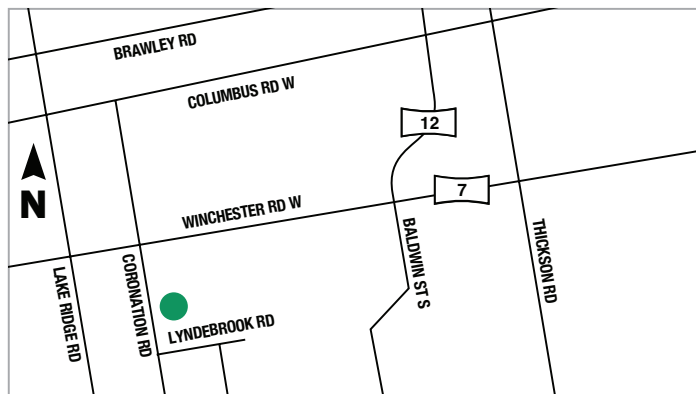 BRAWLEY RD
COLUMBUS RD W
12
N
7
WINCHESTER RD W
BALDWIN ST S
THICKSON RD
CORONATION RD
LAKE RIDGE RD
LYNDEBROOK RD